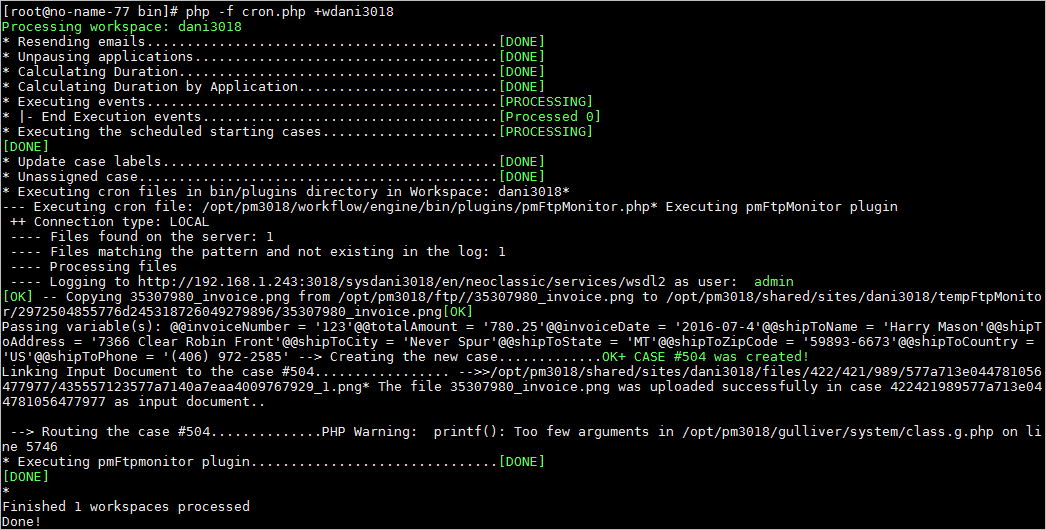 [root@no-name-77 bin]# php -f cron.php +wdani3018
Processing workspace: dani3018
* Resending emails............................................[DONE]
* Unpausing applications......................................[DONE]
* Calculating Duration........................................[DONE]
* Calculating Duration by Application.........................[DONE]
* Executing events............................................[PROCESSING]
* |- End Execution events.....................................[Processed 0]
* Executing the scheduled starting cases......................[PROCESSING]
[DONE]
* Update case labels..........................................[DONE]
* Unassigned case.............................................[DONE]
* Executing cron files in bin/plugins directory in Workspace: dani3018*
--- Executing cron file: /opt/pm3018/workflow/engine/bin/plugins/pmFtpMonitor.php* Executing pmFtpMonitor plugin
 ++ Connection type: LOCAL
 ---- Files found on the server: 1
 ---- Files matching the pattern and not existing in the log: 1
 ---- Processing files
 ---- Logging to http://192.168.1.243:3018/sysdani3018/en/neoclassic/services/wsdl2 as user:  admin
[OK] -- Copying 35307980_invoice.png from /opt/pm3018/ftp//35307980_invoice.png to /opt/pm3018/shared/sites/dani3018/tempFtpMonito
r/2972504855776d245318726049279896/35307980_invoice.png[OK]
Passing variable(s): @@invoiceNumber = '123'@@totalAmount = '780.25'@@invoiceDate = '2016-07-4'@@shipToName = 'Harry Mason'@@shipT
oAddress = '7366 Clear Robin Front'@@shipToCity = 'Never Spur'@@shipToState = 'MT'@@shipToZipCode = '59893-6673'@@shipToCountry =
'US'@@shipToPhone = '(406) 972-2585' --> Creating the new case.............OK+ CASE #504 was created!
Linking Input Document to the case #504................. -->>/opt/pm3018/shared/sites/dani3018/files/422/421/989/577a713e044781056
477977/435557123577a7140a7eaa4009767929_1.png* The file 35307980_invoice.png was uploaded successfully in case 422421989577a713e04
4781056477977 as input document..
 --> Routing the case #504..............PHP Warning:  printf(): Too few arguments in /opt/pm3018/gulliver/system/class.g.php on li
ne 5746
* Executing pmFtpmonitor plugin...............................[DONE]
[DONE]
*
Finished 1 workspaces processed
Done!